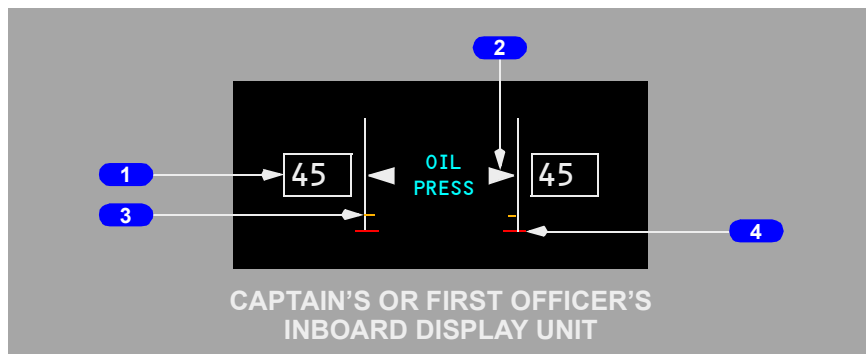 2
1
45
OIL
PRESS
45
3
4
CAPTAIN'S OR FIRST OFFICER'S
INBOARD DISPLAY UNIT